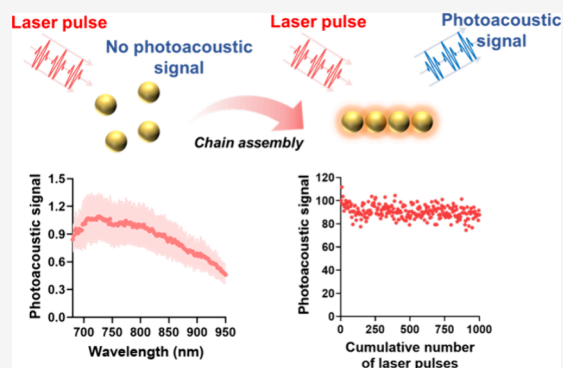 Laser pulse
No photoacoustic
signal
Laser pulse
Photoacoustic
signal
Chain assembly
Photoacoustic signal
1.5
1.2
0.9
0.6
0.3
0.0
700 750 800 850 900 950
Wavelength (nm)
Photoacoustic signal
120
100
80
60
40
20
0
0 250 500 750 1000
Cumulative number
of laser pulses